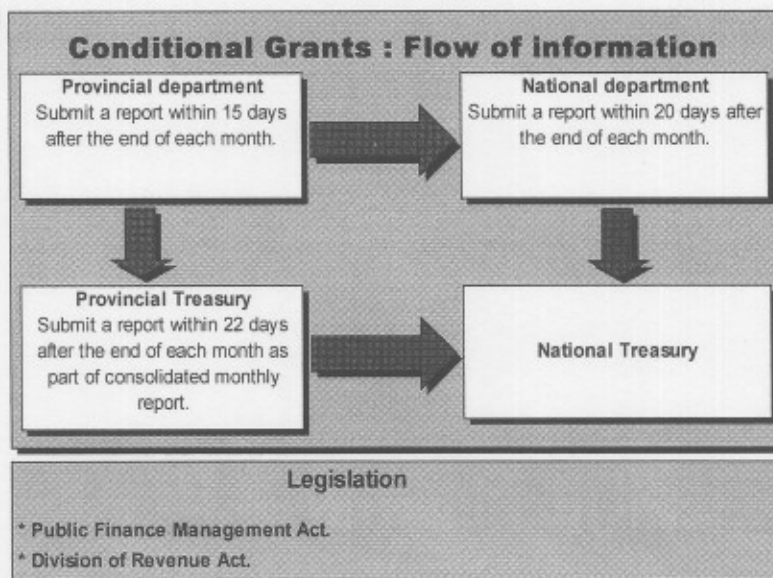 Conditional Grants : Flow of information
Provincial department
Submit a report within 15 days
after the end of each month.
National department
Submit a report within 20 days after
the end of each month.
Provincial Treasury
Submit a report within 22 days
after the end of each month as
part of consolidated monthly
report.
National Treasury
Legislation
* Public Finance Management Act.
* Division of Revenue Act.